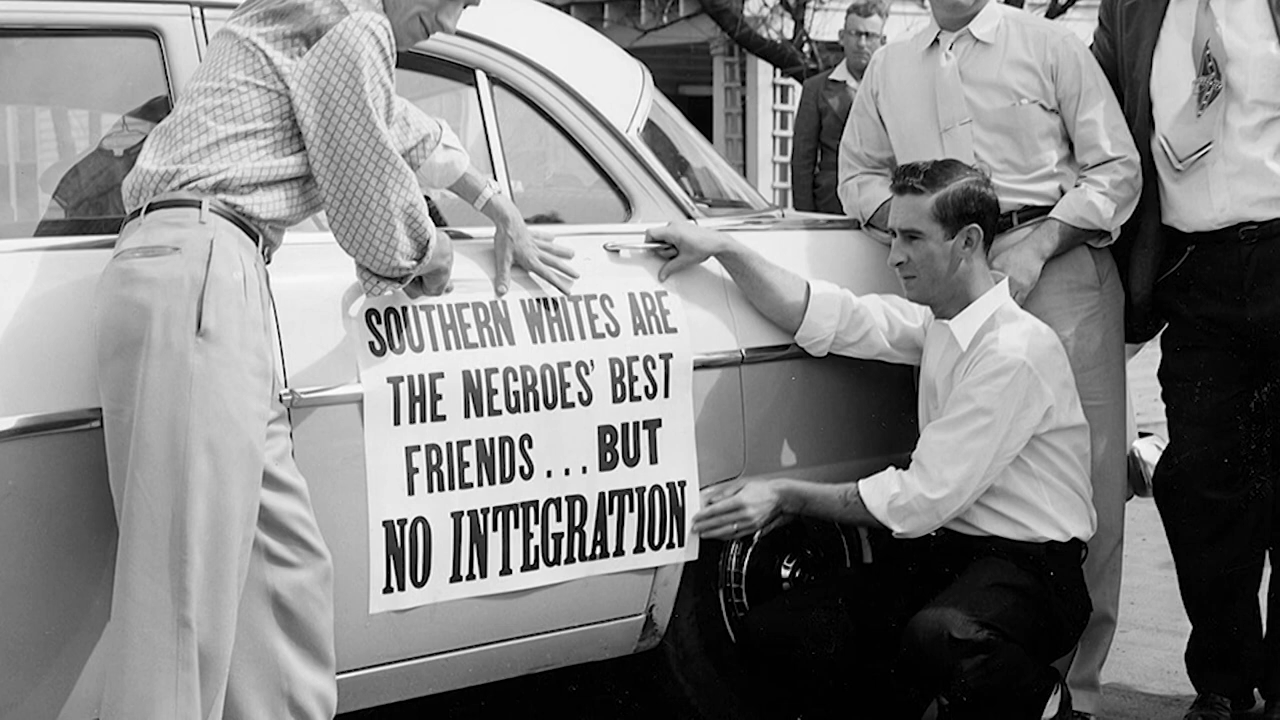 SOUTHERN WHITES ARE
THE NEGROES' BEST
FRIENDS...BUT
NO INTEGRATION